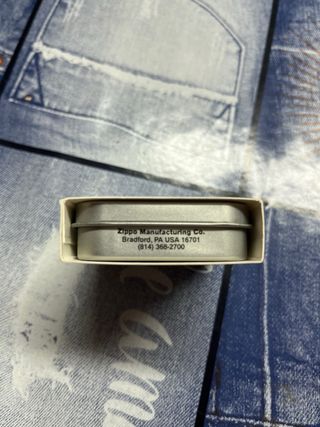 Zippo Manufacturing Co.
Bradford, PA USA 16701
(814) 368-2700